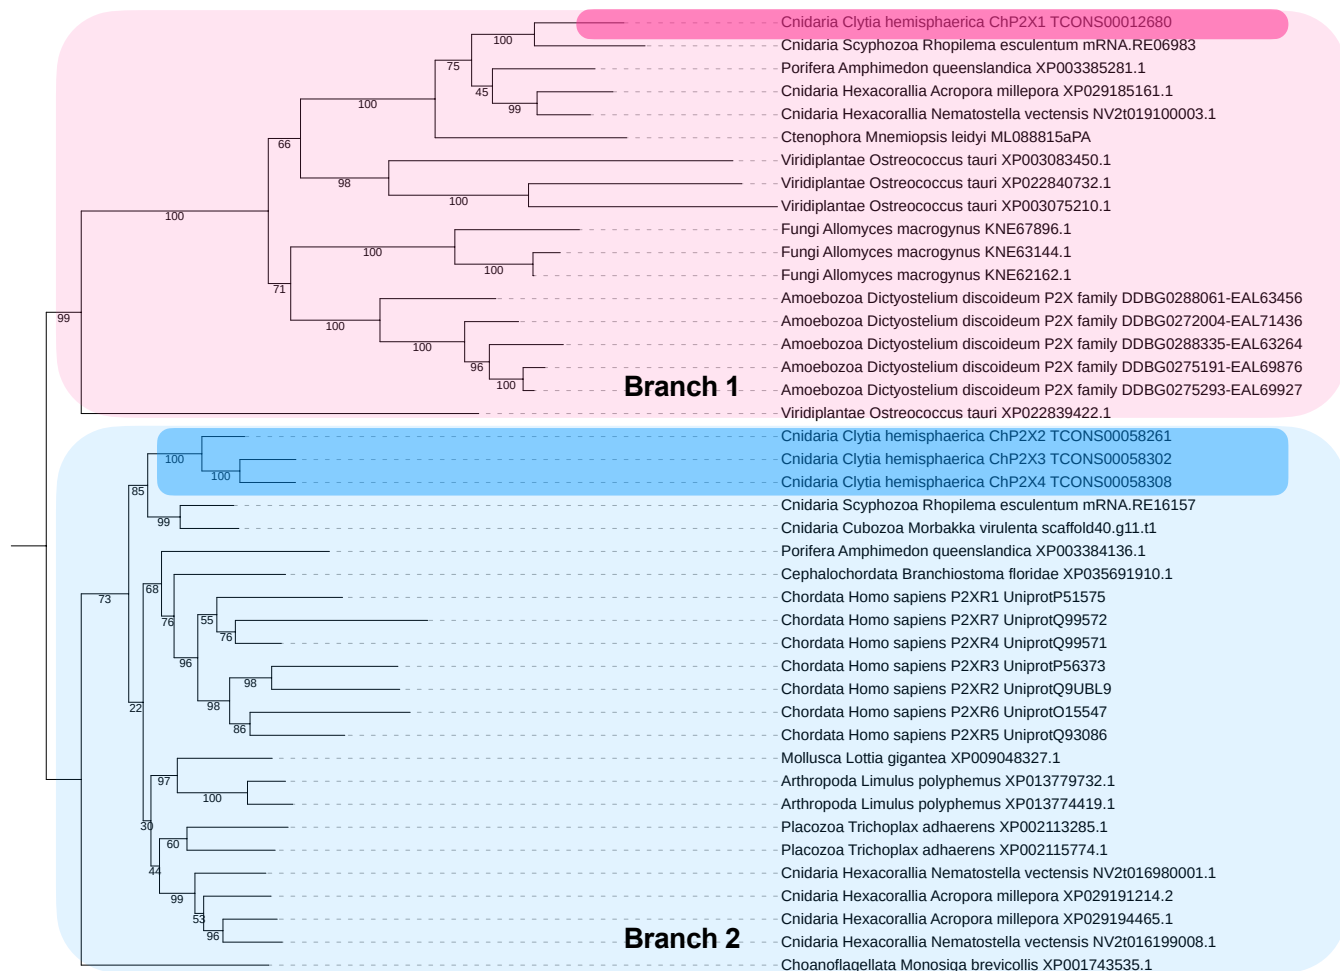 Cnidaria Clytia hemisphaerica ChP2X1 TCONS00012680
100
Cnidaria Scyphozoa Rhopilema esculentum mRNA.RE06983
75
Porifera Amphimedon queenslandica XP003385281.1
45
Cnidaria Hexacorallia Acropora millepora XP029185161.1
100
99
Cnidaria Hexacorallia Nematostella vectensis NV2t019100003.1
Ctenophora Mnemiopsis leidyi ML088815aPA
66
Viridiplantae Ostreococcus tauri XP003083450.1
98
Viridiplantae Ostreococcus tauri XP022840732.1
100
Viridiplantae Ostreococcus tauri XP003075210.1
100
Fungi Allomyces macrogynus KNE67896.1
100
Fungi Allomyces macrogynus KNE63144.1
100
Fungi Allomyces macrogynus KNE62162.1
71
Amoebozoa Dictyostelium discoideum P2X family DDBG0288061-EAL63456
99
100
Amoebozoa Dictyostelium discoideum P2X family DDBG0272004-EAL71436
100
Amoebozoa Dictyostelium discoideum P2X family DDBG0288335-EAL63264
96
Amoebozoa Dictyostelium discoideum P2X family DDBG0275191-EAL69876
100
Branch 1
Amoebozoa Dictyostelium discoideum P2X family DDBG0275293-EAL69927
Viridiplantae Ostreococcus tauri XP022839422.1
Cnidaria Clytia hemisphaerica ChP2X2 TCONS00058261
100
Cnidaria Clytia hemisphaerica ChP2X3 TCONS00058302
100
Cnidaria Clytia hemisphaerica ChP2X4 TCONS00058308
85
Cnidaria Scyphozoa Rhopilema esculentum mRNA.RE16157
99
Cnidaria Cubozoa Morbakka virulenta scaffold40.g11.t1
Porifera Amphimedon queenslandica XP003384136.1
Cephalochordata Branchiostoma floridae XP035691910.1
68
73
Chordata Homo sapiens P2XR1 UniprotP51575
76
55
Chordata Homo sapiens P2XR7 UniprotQ99572
76
Chordata Homo sapiens P2XR4 UniprotQ99571
96
Chordata Homo sapiens P2XR3 UniprotP56373
98
Chordata Homo sapiens P2XR2 UniprotQ9UBL9
22
98
Chordata Homo sapiens P2XR6 UniprotO15547
86
Chordata Homo sapiens P2XR5 UniprotQ93086
Mollusca Lottia gigantea XP009048327.1
97
Arthropoda Limulus polyphemus XP013779732.1
100
Arthropoda Limulus polyphemus XP013774419.1
30
Placozoa Trichoplax adhaerens XP002113285.1
60
Placozoa Trichoplax adhaerens XP002115774.1
44
Cnidaria Hexacorallia Nematostella vectensis NV2t016980001.1
99
Cnidaria Hexacorallia Acropora millepora XP029191214.2
53
Cnidaria Hexacorallia Acropora millepora XP029194465.1
96
Branch 2
Cnidaria Hexacorallia Nematostella vectensis NV2t016199008.1
Choanoflagellata Monosiga brevicollis XP001743535.1